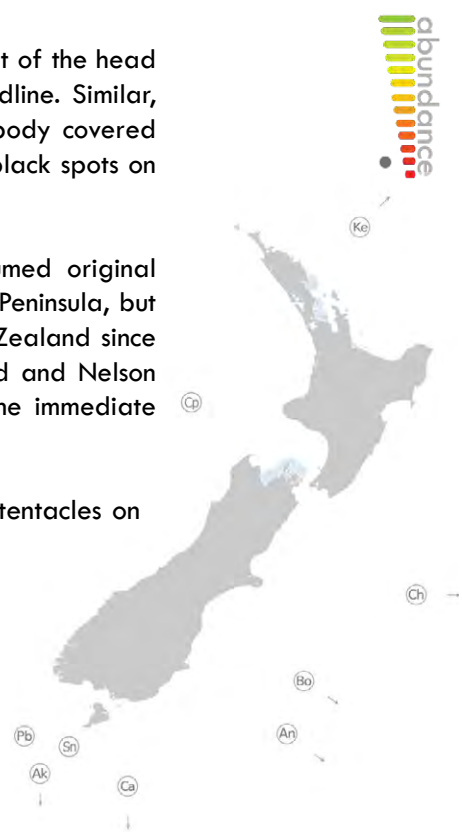 abundance
t of the head
dline. Similar,
body covered
black spots on
umed original
Peninsula, but
Zealand since
d and Nelson
he immediate
tentacles on
Ke
Cp
Ch
Bo
An
Pb
Sn
Ak
Ca